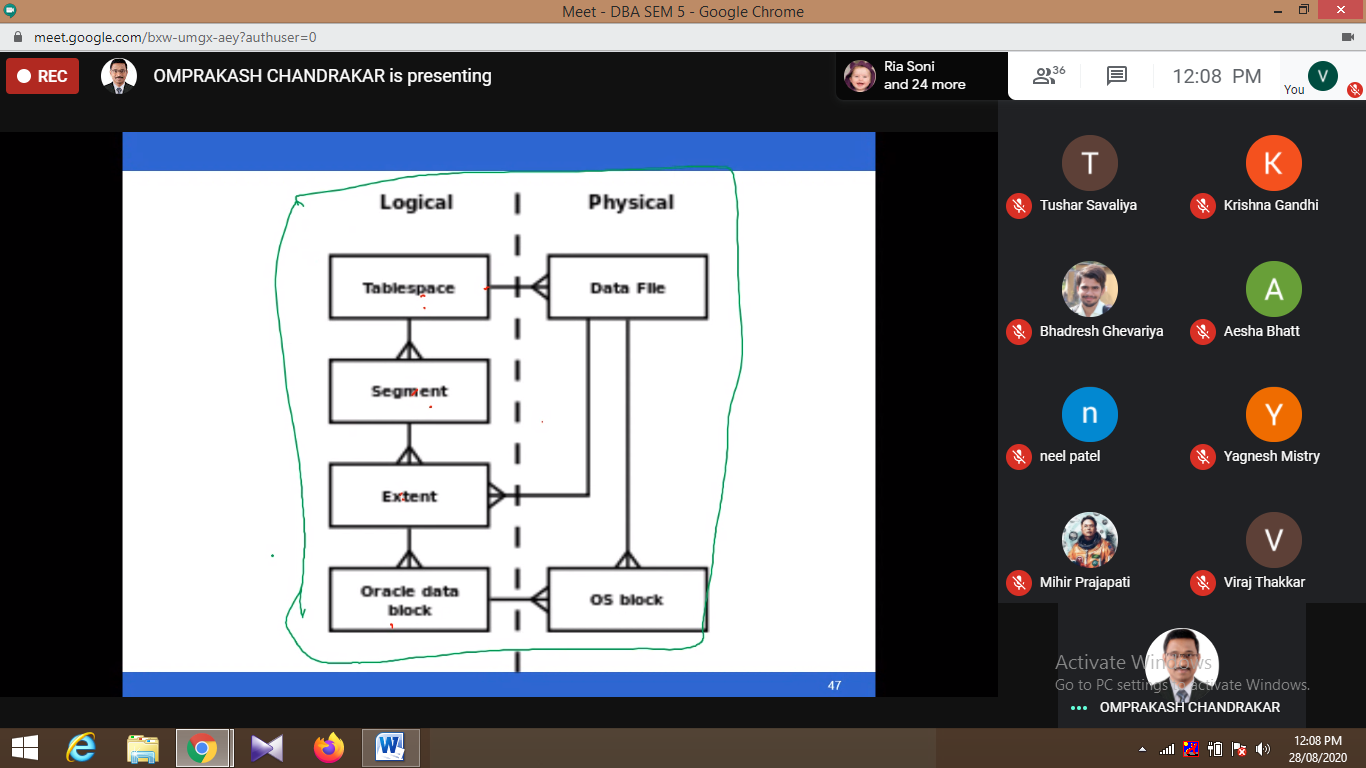 Meet - DBA SEM 5 - Google Chrome
meet.google.com/bxw-umgx-aey?authuser=0
REC
OMPRAKASH CHANDRAKAR is presenting
Ria Soni
and 24 more
36
12:08 PM
You
V
Logical
Physical
Tablespace
Data File
Segment
Extent
Oracle data
block
OS block
47
T
Tushar Savaliya
K
Krishna Gandhi
Bhadresh Ghevariya
A
Aesha Bhatt
n
neel patel
Y
Yagnesh Mistry
Mihir Prajapati
V
Viraj Thakkar
Activate Windows
Go to PC settings to activate Windows.
OMPRAKASH CHANDRAKAR
12:08 PM
28/08/2020